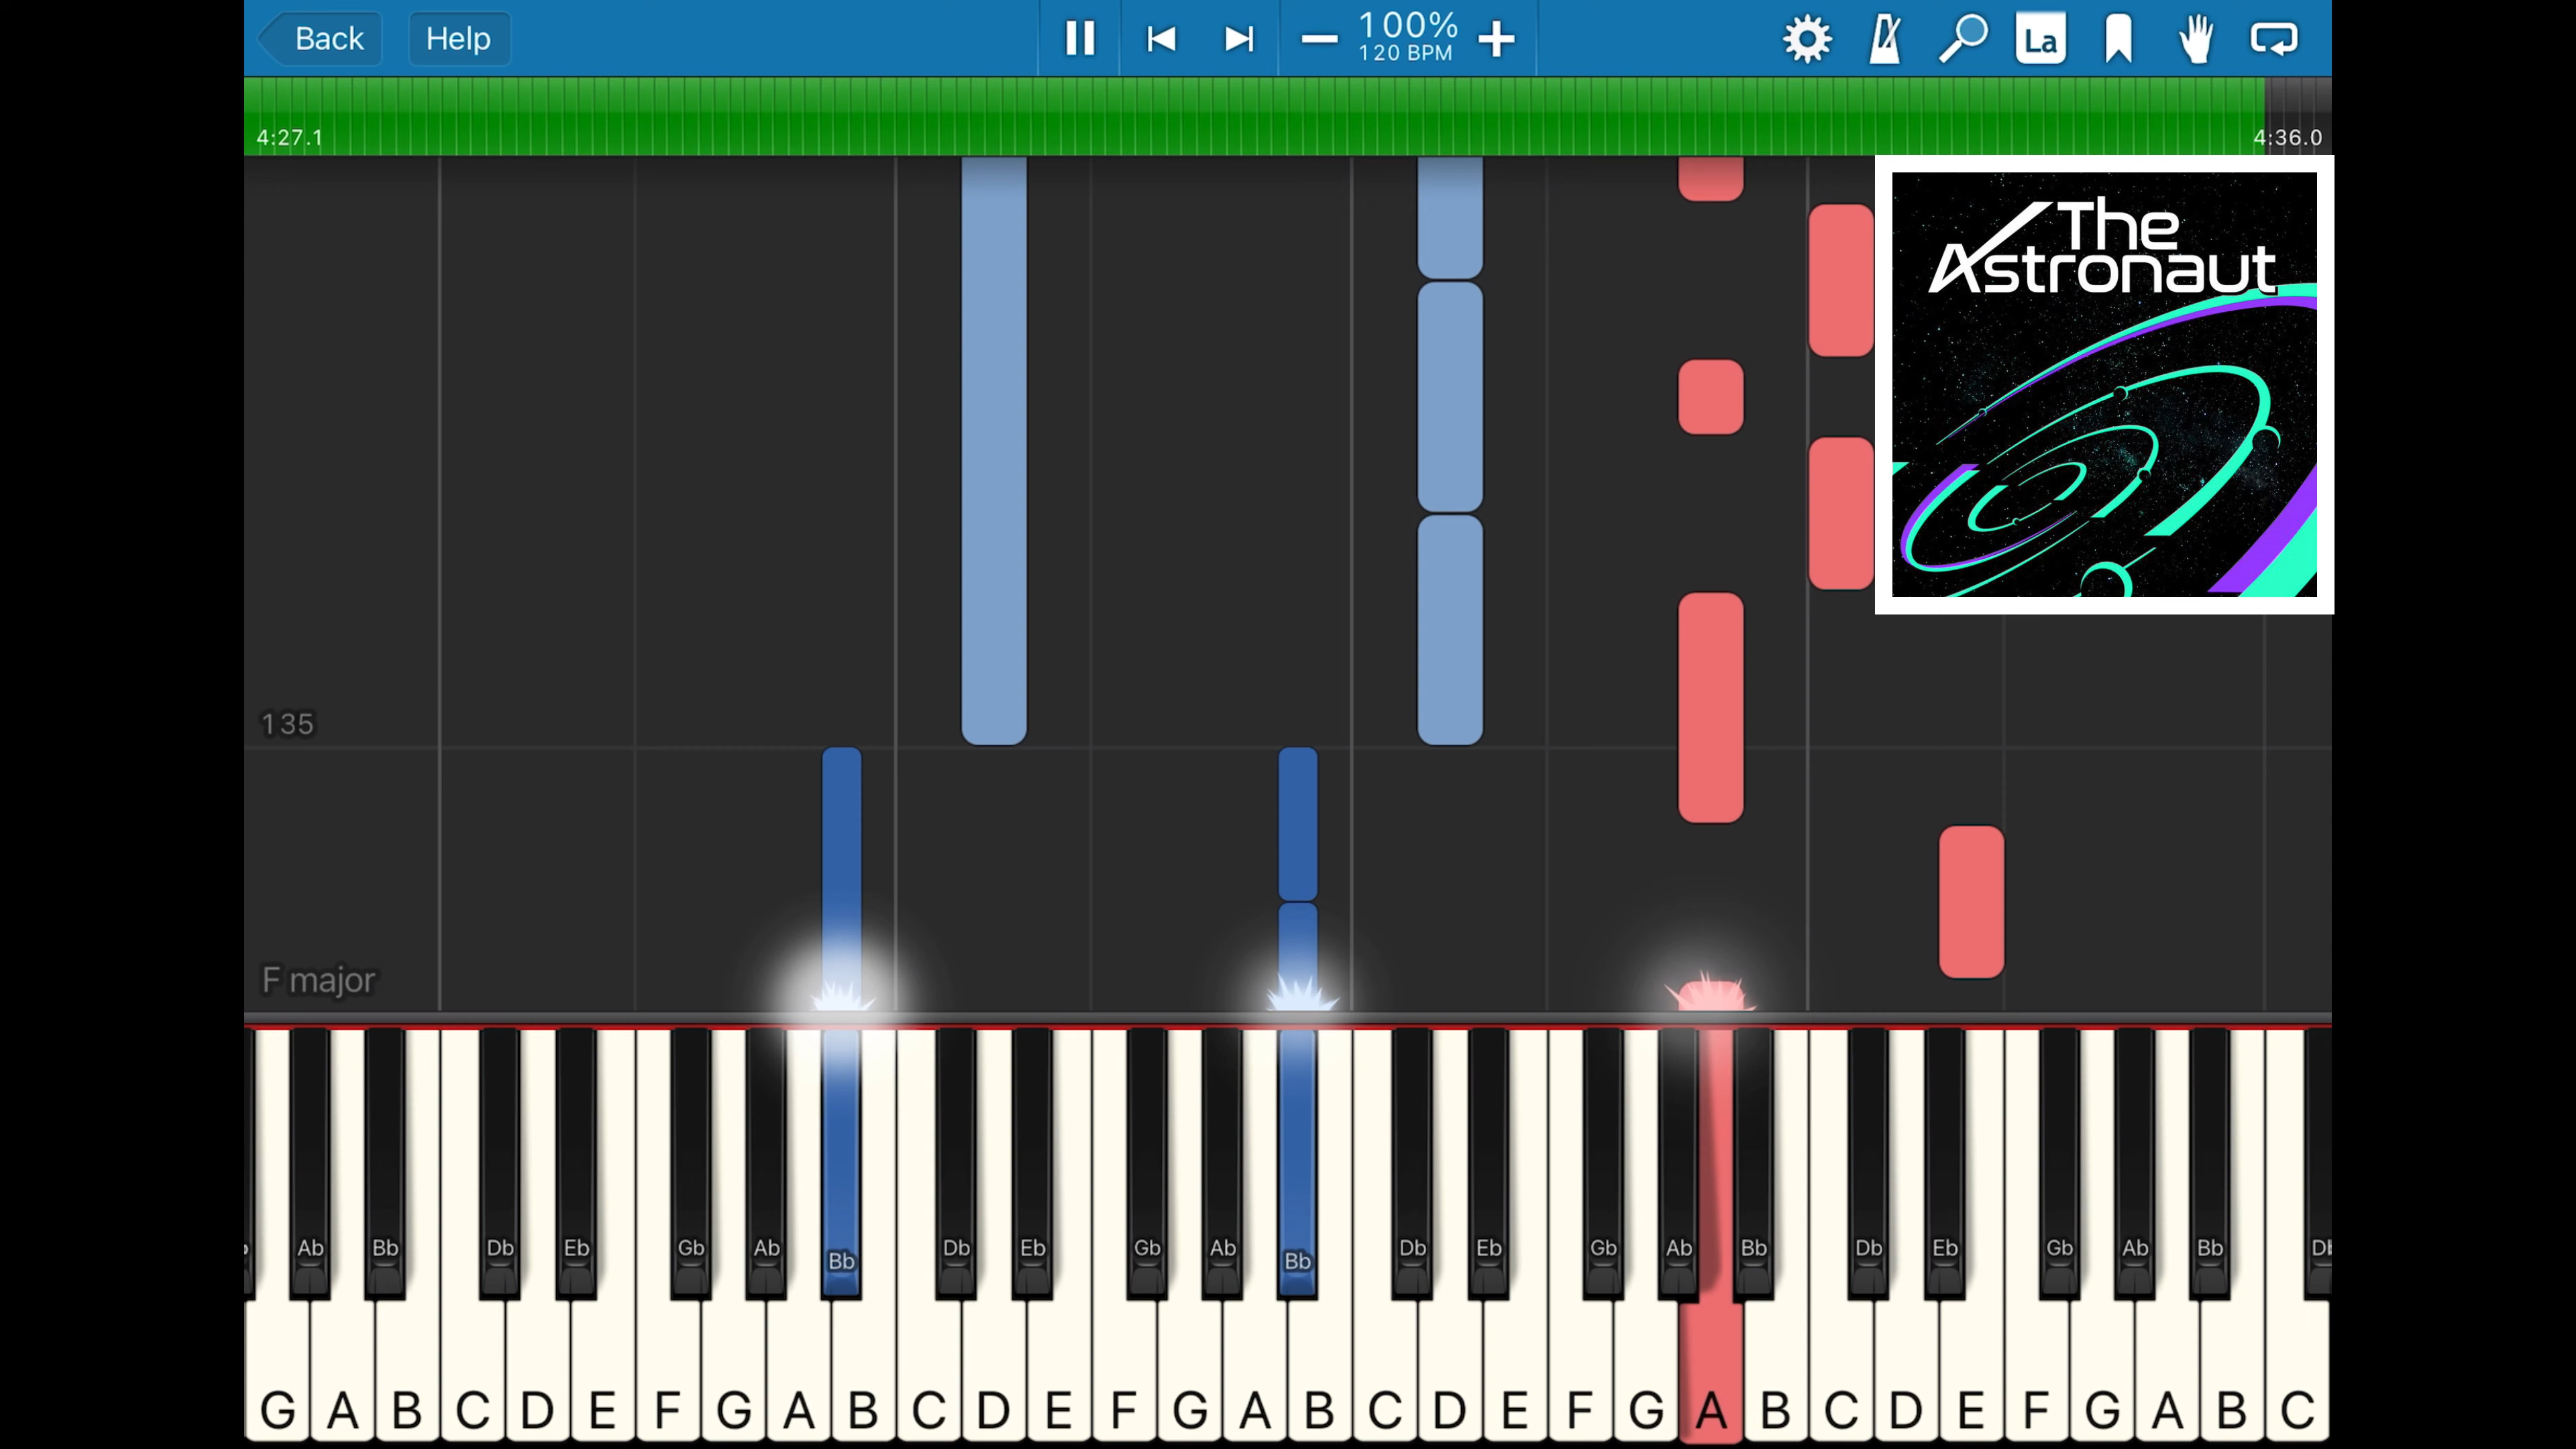 Back
Help
100%
120 BPM
La
4:27.1
4:36.0
The
Astronaut
135
F major
Ab Bb Db Eb Gb Ab Bb Db Eb Gb Ab Bb Db Eb Gb Ab Bb Db Eb Gb Ab Bb
G A B C D E F G A B C D E F G A B C D E F G A B C D E F G A B C